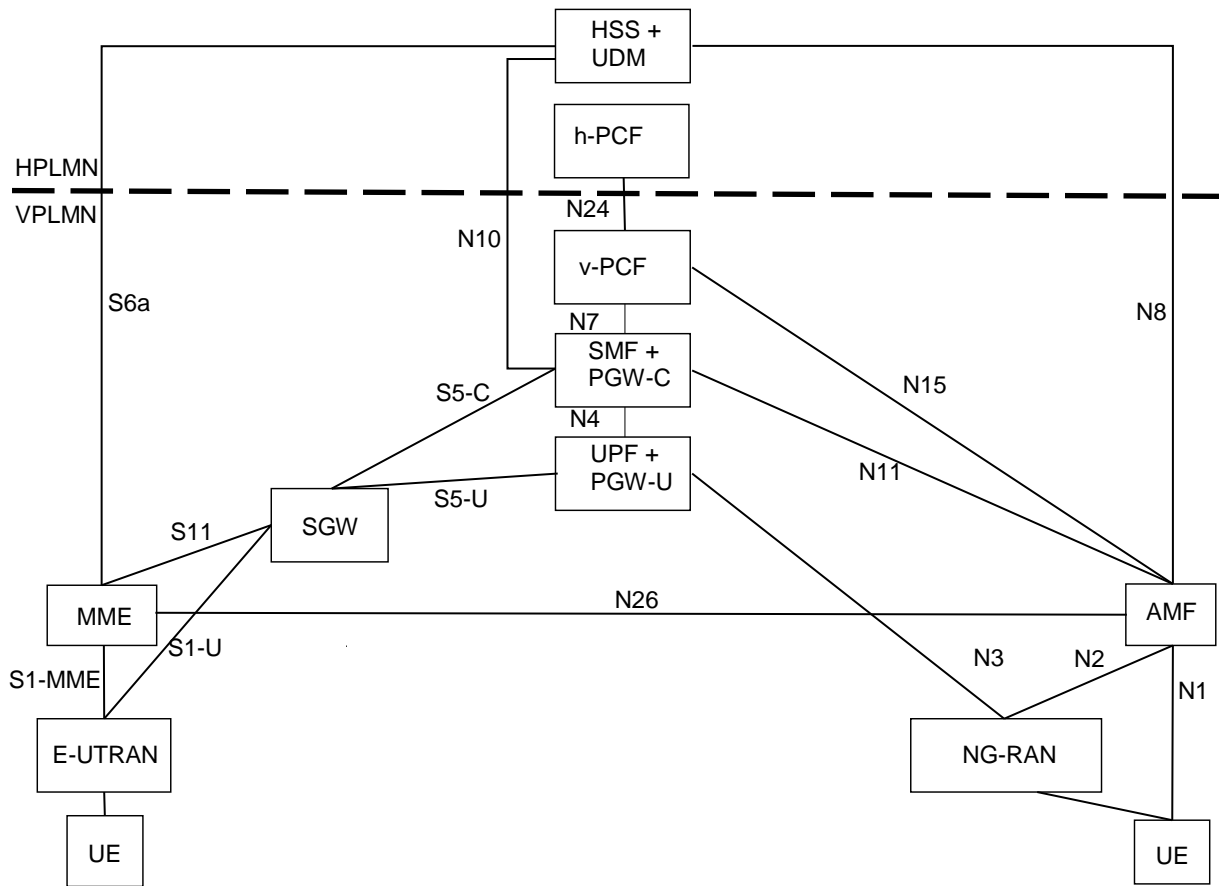 HSS +
UDM
h-PCF
HPLMN
VPLMN
N24
N10
v-PCF
S6a
N7
N8
SMF +
PGW-C
S5-C
N15
N4
UPF +
PGW-U
N11
S5-U
SGW
S11
N26
MME
AMF
S1-U
N3
N2
S1-MME
N1
E-UTRAN
NG-RAN
UE
UE